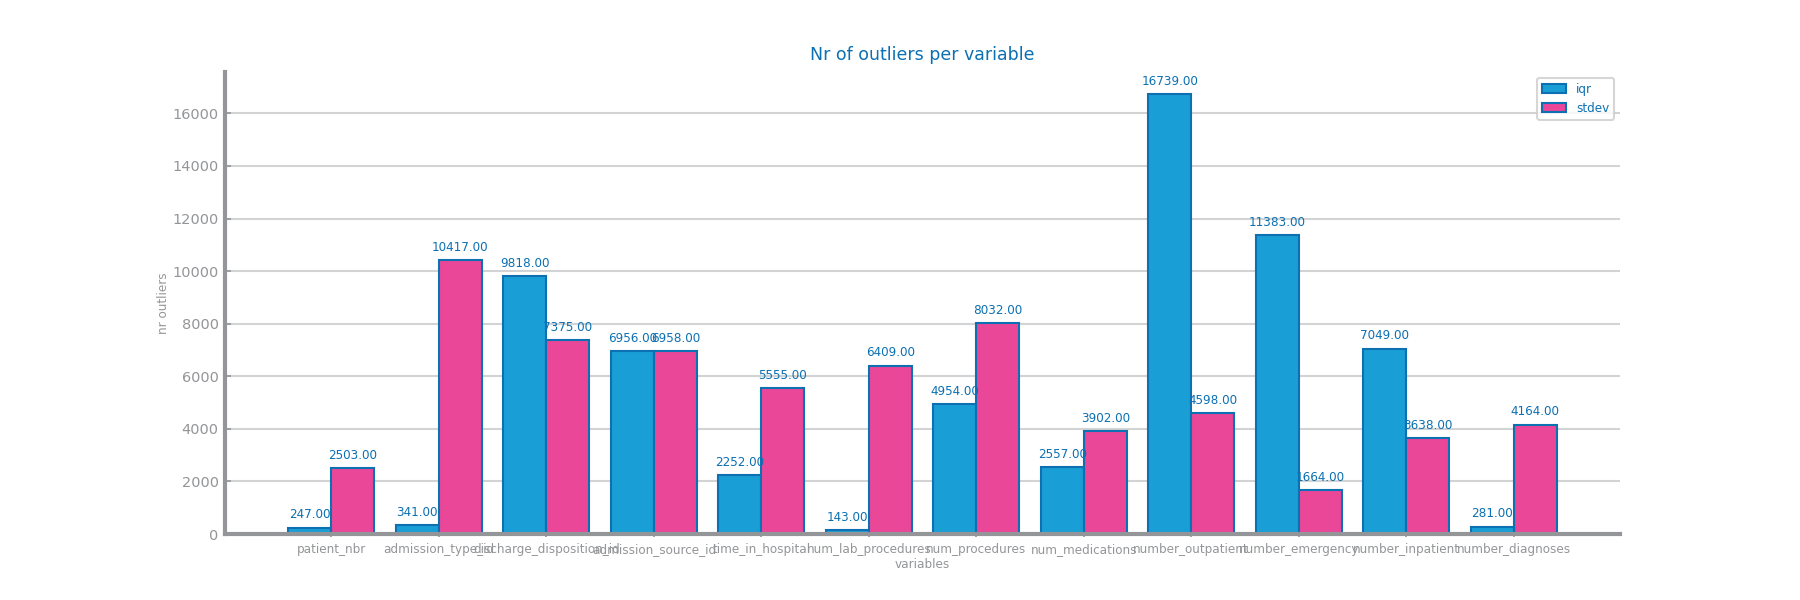 Nr of outliers per variable
iqr
stdev
nr outliers
16000
14000
12000
10000
8000
6000
4000
2000
0
247.00
2503.00
341.00
10417.00
9818.00
7375.00
6956.00
6958.00
2252.00
5555.00
143.00
6409.00
4954.00
8032.00
2557.00
3902.00
16739.00
4598.00
11383.00
1664.00
7049.00
3638.00
281.00
4164.00
patient_nbr
admission_type_id
discharge_disposition_id
admission_source_id
time_in_hospital
num_lab_procedures
num_procedures
num_medications
number_outpatient
number_emergency
number_inpatient
number_diagnoses
variables